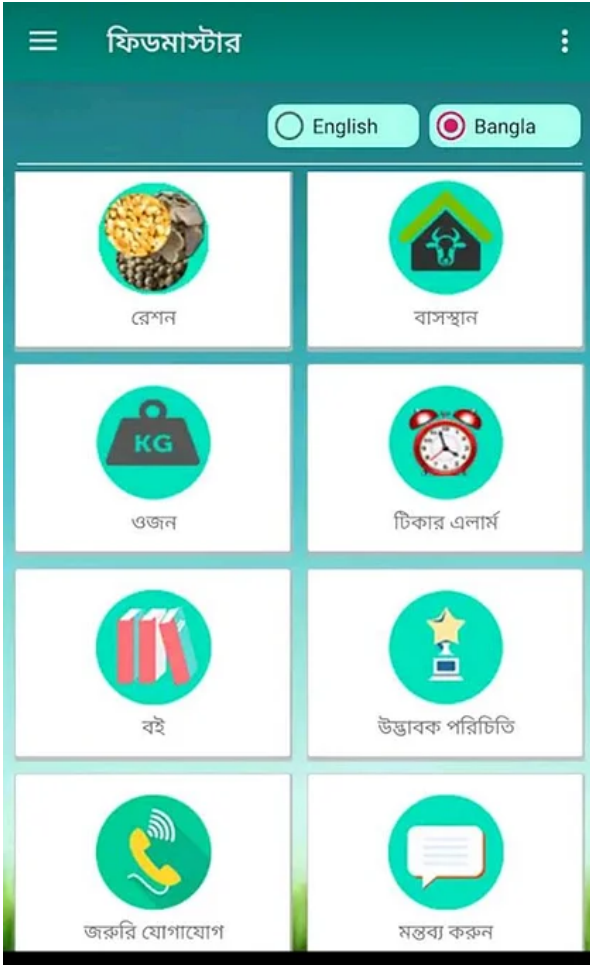 ফিডমাস্টার
English Bangla
রেশন বাসস্থান
KG
ওজন টিকার এলার্ম
বই উদ্ভাবক পরিচিতি
জরুরি যোগাযোগ মন্তব্য করুন